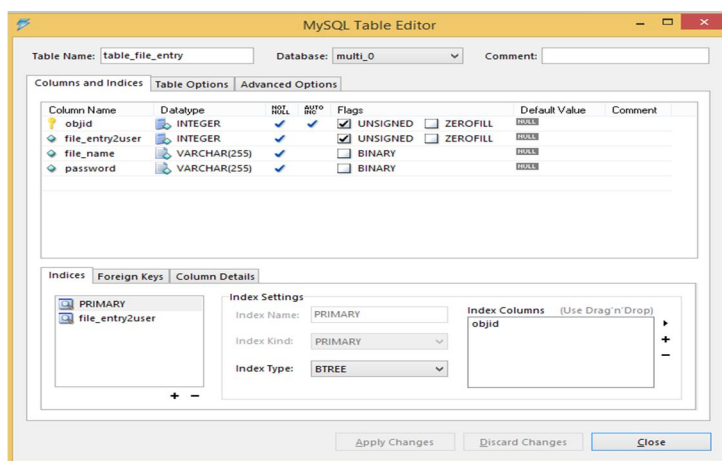 MySQL Table Editor
Table Name: table_file_entry Database: multi_0 Comment:
Columns and Indices Table Options Advanced Options
Column Name Datatype NOT NULL AUTO INC Flags Default Value Comment
objid INTEGER UNSIGNED ZEROFILL NULL
file_entry2user INTEGER UNSIGNED ZEROFILL NULL
file_name VARCHAR(255) BINARY NULL
password VARCHAR(255) BINARY NULL
Indices Foreign Keys Column Details
PRIMARY
file_entry2user
Index Settings
Index Name: PRIMARY
Index Kind: PRIMARY
Index Type: BTREE
Index Columns (Use Drag'n'Drop)
objid
Apply Changes Discard Changes Close